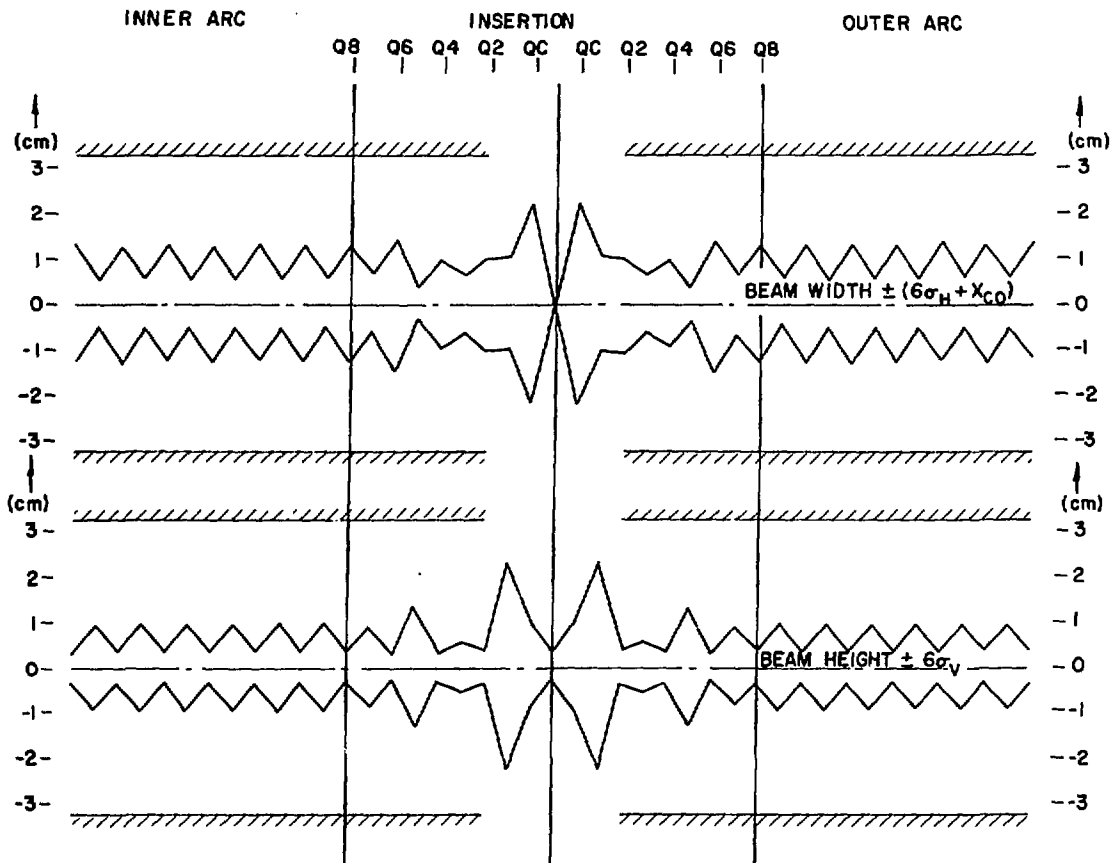 INNER ARC INSERTION OUTER ARC
Q8 Q6 Q4 Q2 QC QC Q2 Q4 Q6 Q8
(cm) (cm)
3- -3
2- -2
1- -1
BEAM WIDTH ± (6σH + XCO)
0- -0
-1- --1
-2- --2
-3- --3
(cm) (cm)
3- -3
2- -2
1- -1
0- -0
BEAM HEIGHT ± 6σV
-1- --1
-2- --2
-3- --3